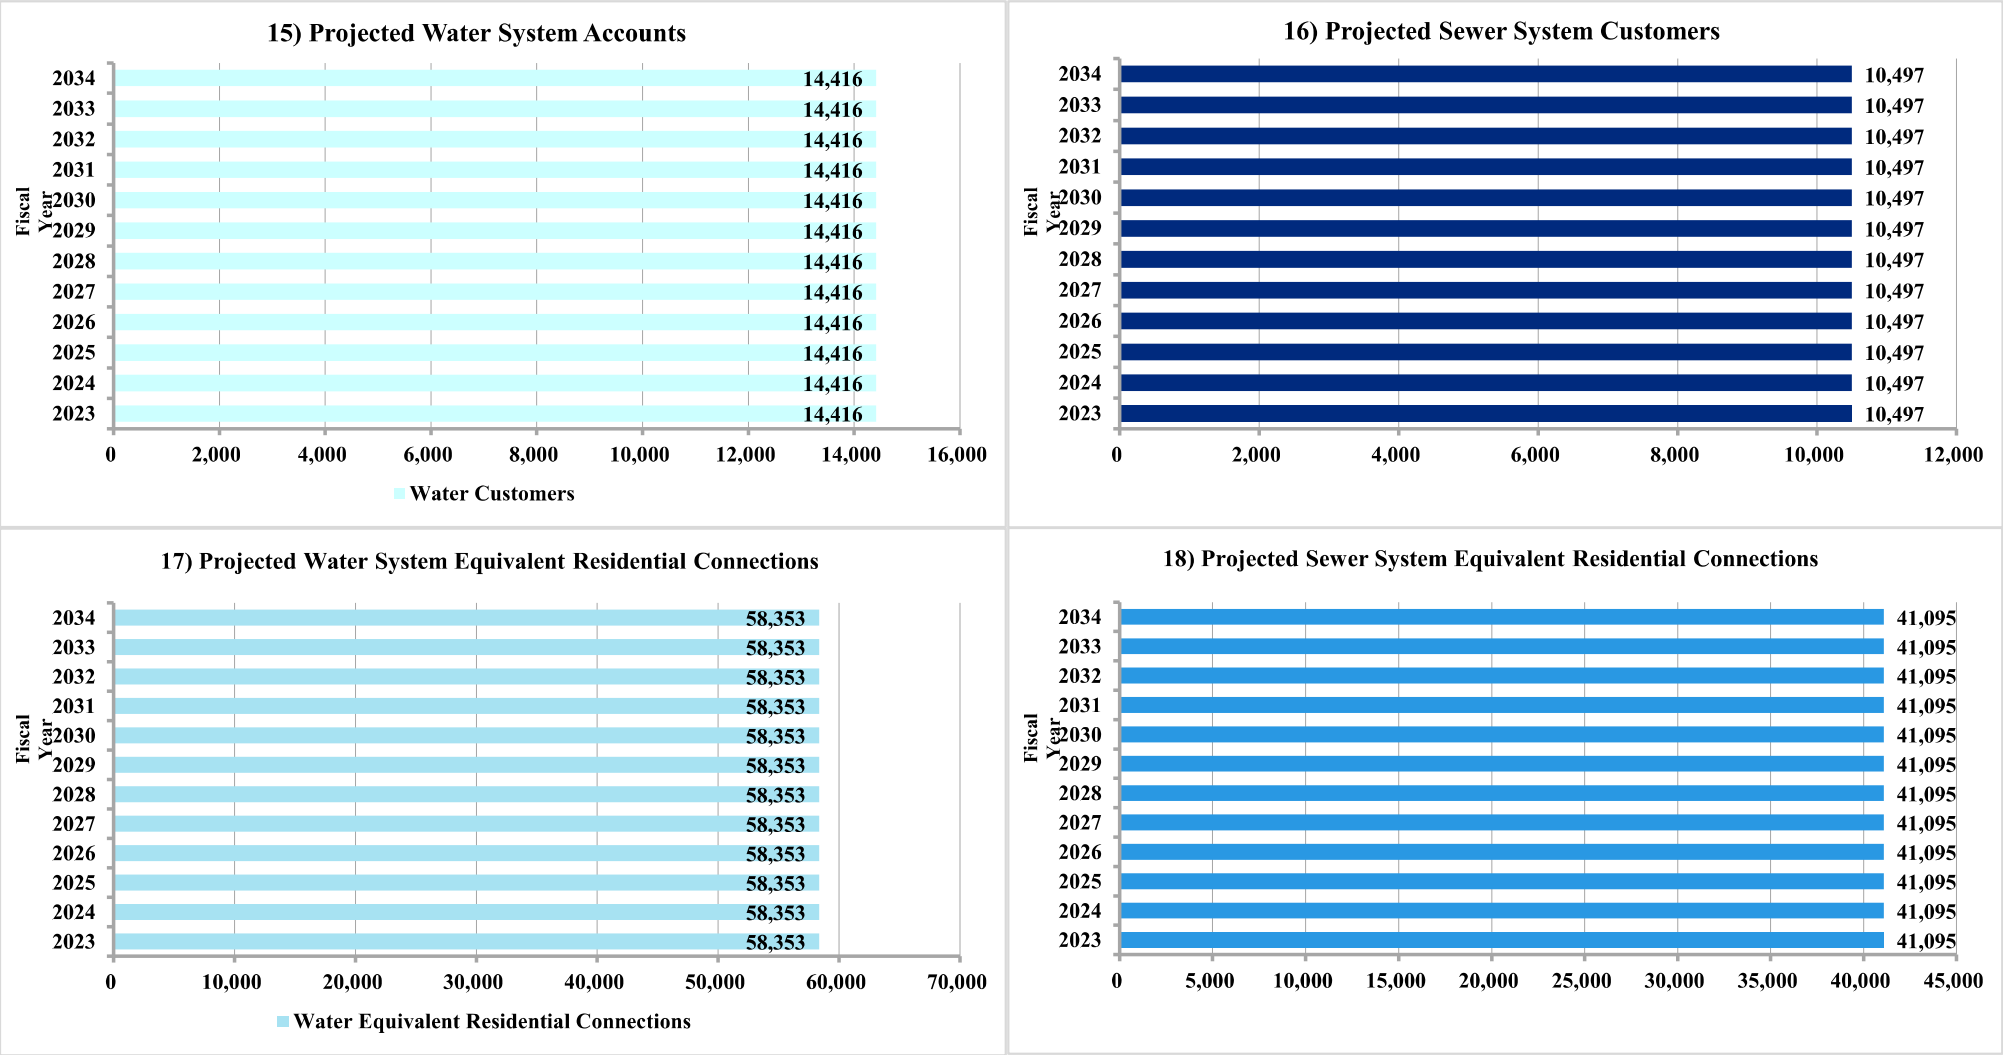 15) Projected Water System Accounts
Fiscal
Year
2034 14,416
2033 14,416
2032 14,416
2031 14,416
2030 14,416
2029 14,416
2028 14,416
2027 14,416
2026 14,416
2025 14,416
2024 14,416
2023 14,416
0 2,000 4,000 6,000 8,000 10,000 12,000 14,000 16,000
Water Customers
16) Projected Sewer System Customers
Fiscal
Year
2034 10,497
2033 10,497
2032 10,497
2031 10,497
2030 10,497
2029 10,497
2028 10,497
2027 10,497
2026 10,497
2025 10,497
2024 10,497
2023 10,497
0 2,000 4,000 6,000 8,000 10,000 12,000
17) Projected Water System Equivalent Residential Connections
Fiscal
Year
2034 58,353
2033 58,353
2032 58,353
2031 58,353
2030 58,353
2029 58,353
2028 58,353
2027 58,353
2026 58,353
2025 58,353
2024 58,353
2023 58,353
0 10,000 20,000 30,000 40,000 50,000 60,000 70,000
Water Equivalent Residential Connections
18) Projected Sewer System Equivalent Residential Connections
Fiscal
Year
2034 41,095
2033 41,095
2032 41,095
2031 41,095
2030 41,095
2029 41,095
2028 41,095
2027 41,095
2026 41,095
2025 41,095
2024 41,095
2023 41,095
0 5,000 10,000 15,000 20,000 25,000 30,000 35,000 40,000 45,000